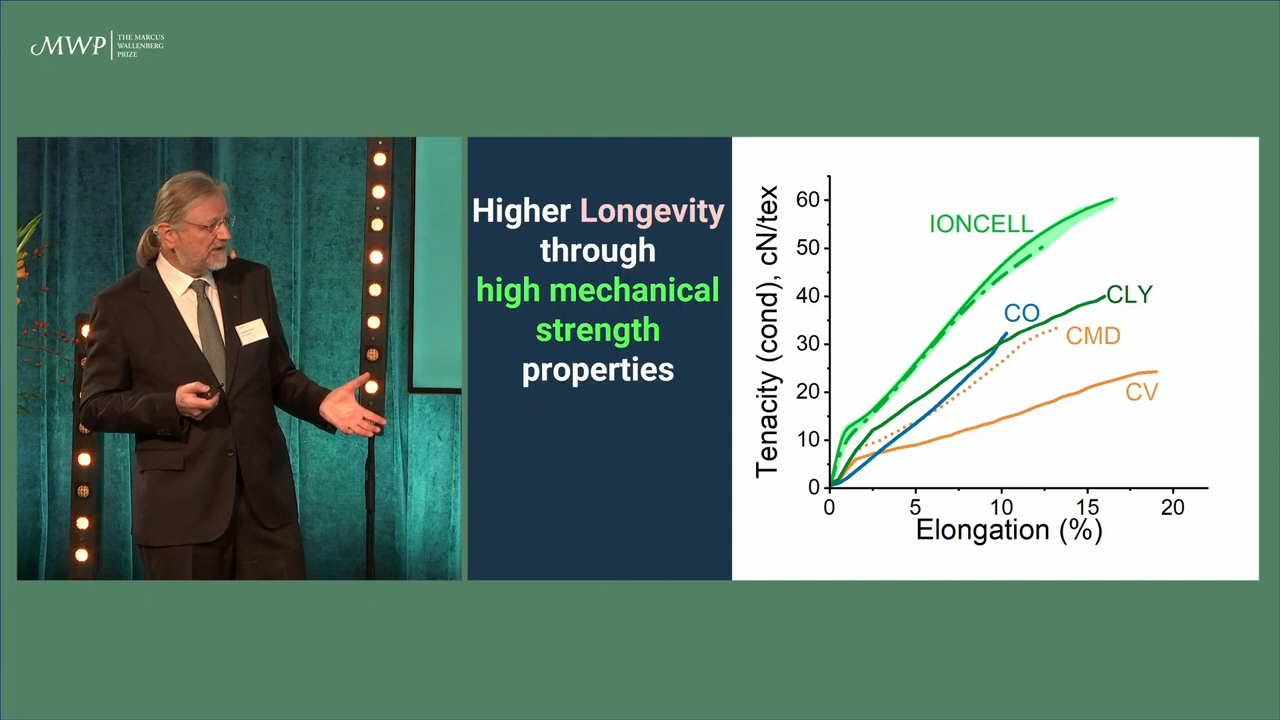 MWP
THE MARCUS
WALLENBERG
PRIZE
Higher Longevity
through
high mechanical
strength
properties
Tenacity (cond), cN/tex
60
50
40
30
20
10
0
IONCELL
CO
CLY
CMD
CV
0
5
10
15
20
Elongation (%)